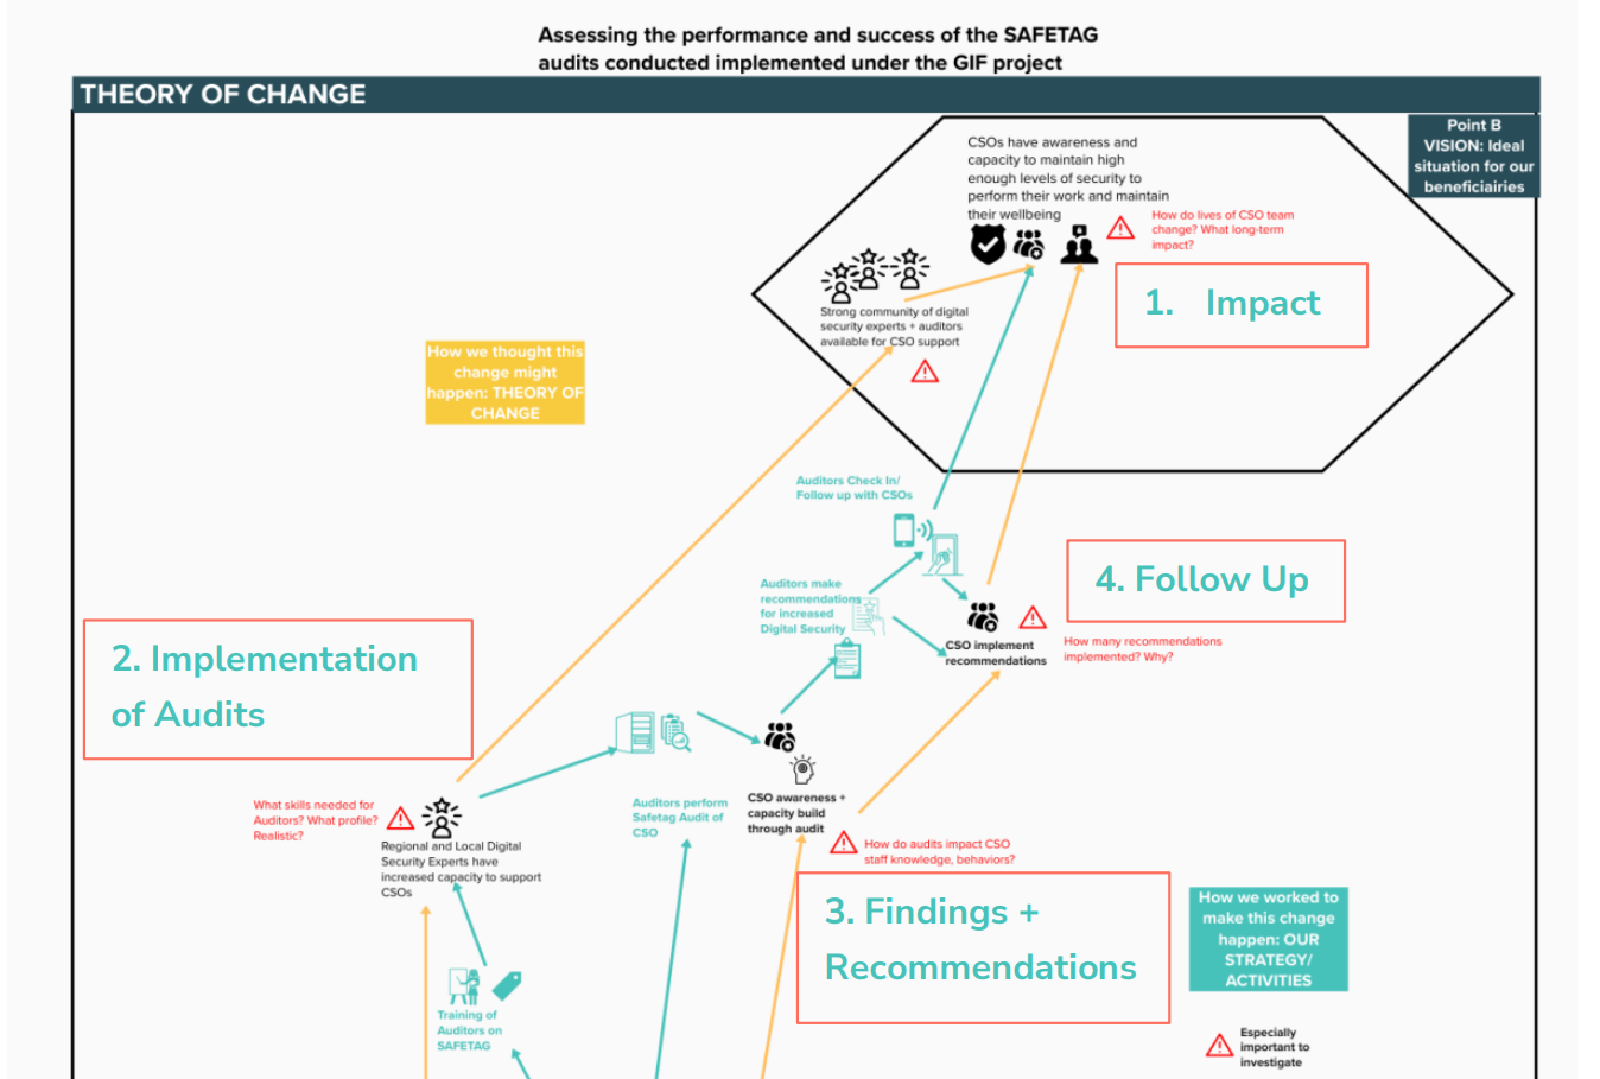 Assessing the performance and success of the SAFETAG
audits conducted implemented under the GIF project
THEORY OF CHANGE
Point B
VISION: Ideal
situation for our
beneficiairies
CSOs have awareness and
capacity to maintain high
enough levels of security to
perform their work and maintain
their wellbeing
How do lives of CSO team
change? What long-term
impact?
1. Impact
Strong community of digital
security experts + auditors
available for CSO support
How we thought this
change might
happen: THEORY OF
CHANGE
Auditors Check In/
Follow up with CSOs
4. Follow Up
Auditors make
recommendations
for increased
Digital Security
CSO implement
recommendations
How many recommendations
implemented? Why?
2. Implementation
of Audits
What skills needed for
Auditors? What profile?
Realistic?
Regional and Local Digital
Security Experts have
increased capacity to support
CSOs
Auditors perform
Safetag Audit of
CSO
CSO awareness +
capacity build
through audit
How do audits impact CSO
staff knowledge, behaviors?
3. Findings +
Recommendations
How we worked to
make this change
happen: OUR
STRATEGY/
ACTIVITIES
Training of
Auditors on
SAFETAG
Especially
important to
investigate